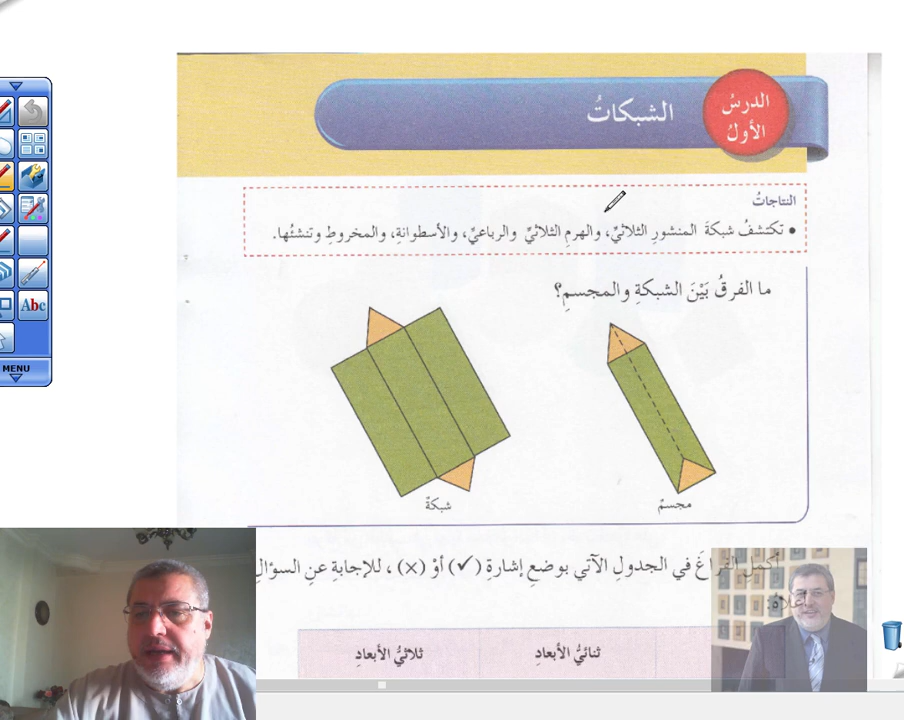 الدرسُ
الأولُ
الشبكاتُ
النتاجاتُ
• تكتشفُ شبكةَ المنشورِ الثلاثيِّ، والهرمِ الثلاثيِّ والرباعيِّ، والأسطوانةِ، والمخروطِ وتنشئُها.
ما الفرقُ بَيْنَ الشبكةِ والمجسمِ؟
مجسمٌ
شبكةٌ
أكملِ الفراغَ في الجدولِ الآتي بوضعِ إشارةِ (✓) أوْ (×) ، للإجابةِ عنِ السؤالِ
أعلاهُ:
ثنائيُّ الأبعادِ
ثلاثيُّ الأبعادِ
Abc
MENU